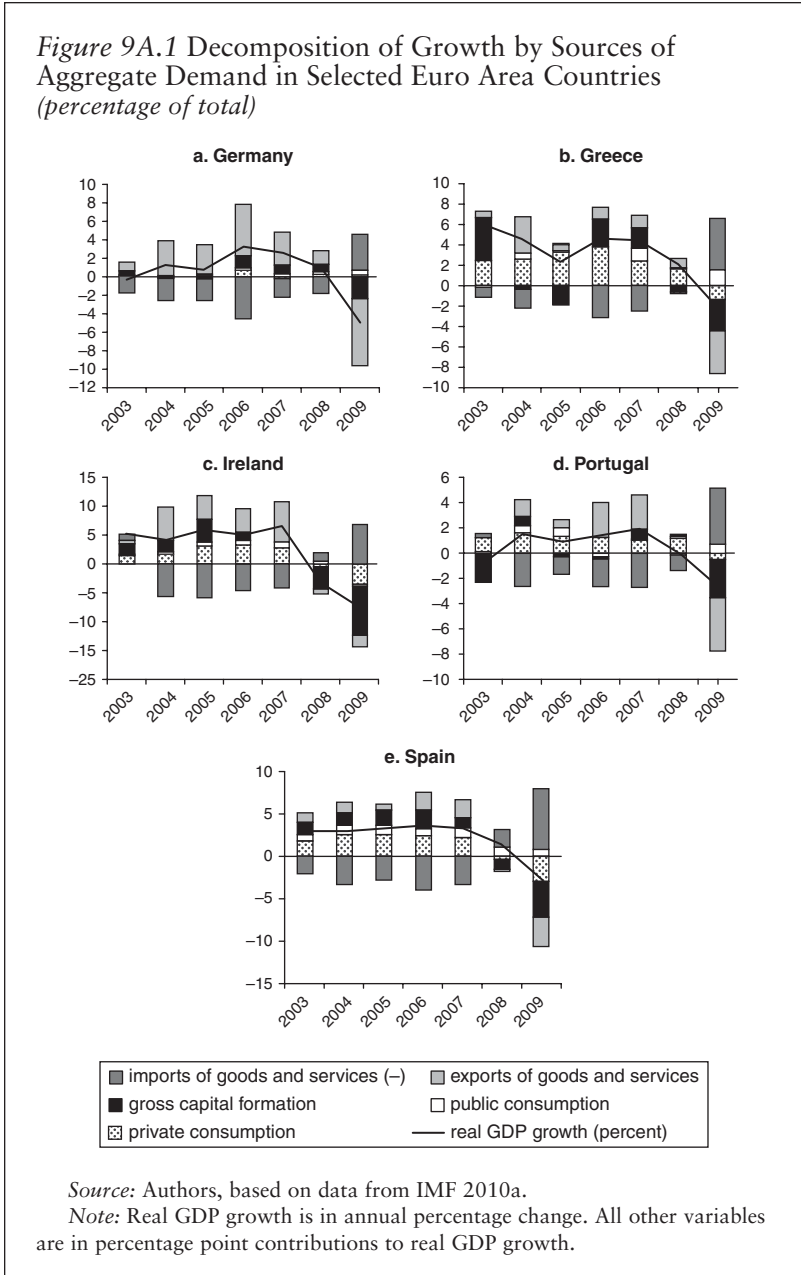 Figure 9A.1 Decomposition of Growth by Sources of
Aggregate Demand in Selected Euro Area Countries
(percentage of total)
a. Germany
10
8
6
4
2
0
−2
−4
−6
−8
−10
−12
2003 2004 2005 2006 2007 2008 2009
b. Greece
10
8
6
4
2
0
−2
−4
−6
−8
−10
2003 2004 2005 2006 2007 2008 2009
c. Ireland
15
10
5
0
−5
−10
−15
−25
2003 2004 2005 2006 2007 2008 2009
d. Portugal
6
4
2
0
−2
−4
−6
−8
−10
2003 2004 2005 2006 2007 2008 2009
e. Spain
10
5
0
−5
−10
−15
2003 2004 2005 2006 2007 2008 2009
imports of goods and services (−) exports of goods and services
gross capital formation public consumption
private consumption real GDP growth (percent)
Source: Authors, based on data from IMF 2010a.
Note: Real GDP growth is in annual percentage change. All other variables
are in percentage point contributions to real GDP growth.